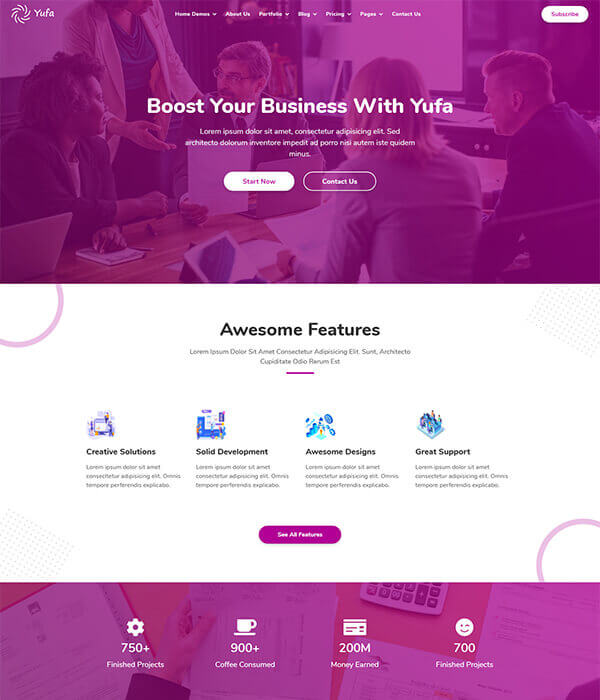 Yufa
Home Demos About Us Portfolio Blog Pricing Pages Contact Us
Subscribe
Boost Your Business With Yufa
Lorem ipsum dolor sit amet, consectetur adipisicing elit. Sed
architecto dolorum inventore impedit ad porro nisi autem iste quidem
minus.
Start Now Contact Us
Awesome Features
Lorem Ipsum Dolor Sit Amet Consectetur Adipisicing Elit. Sunt, Architecto
Cupiditate Odio Rerum Est
Creative Solutions
Lorem ipsum dolor sit amet
consectetur adipisicing elit. Omnis
tempore perferendis explicabo.
Solid Development
Lorem ipsum dolor sit amet
consectetur adipisicing elit. Omnis
tempore perferendis explicabo.
Awesome Designs
Lorem ipsum dolor sit amet
consectetur adipisicing elit. Omnis
tempore perferendis explicabo.
Great Support
Lorem ipsum dolor sit amet
consectetur adipisicing elit. Omnis
tempore perferendis explicabo.
See All Features
750+
Finished Projects
900+
Coffee Consumed
200M
Money Earned
700
Finished Projects